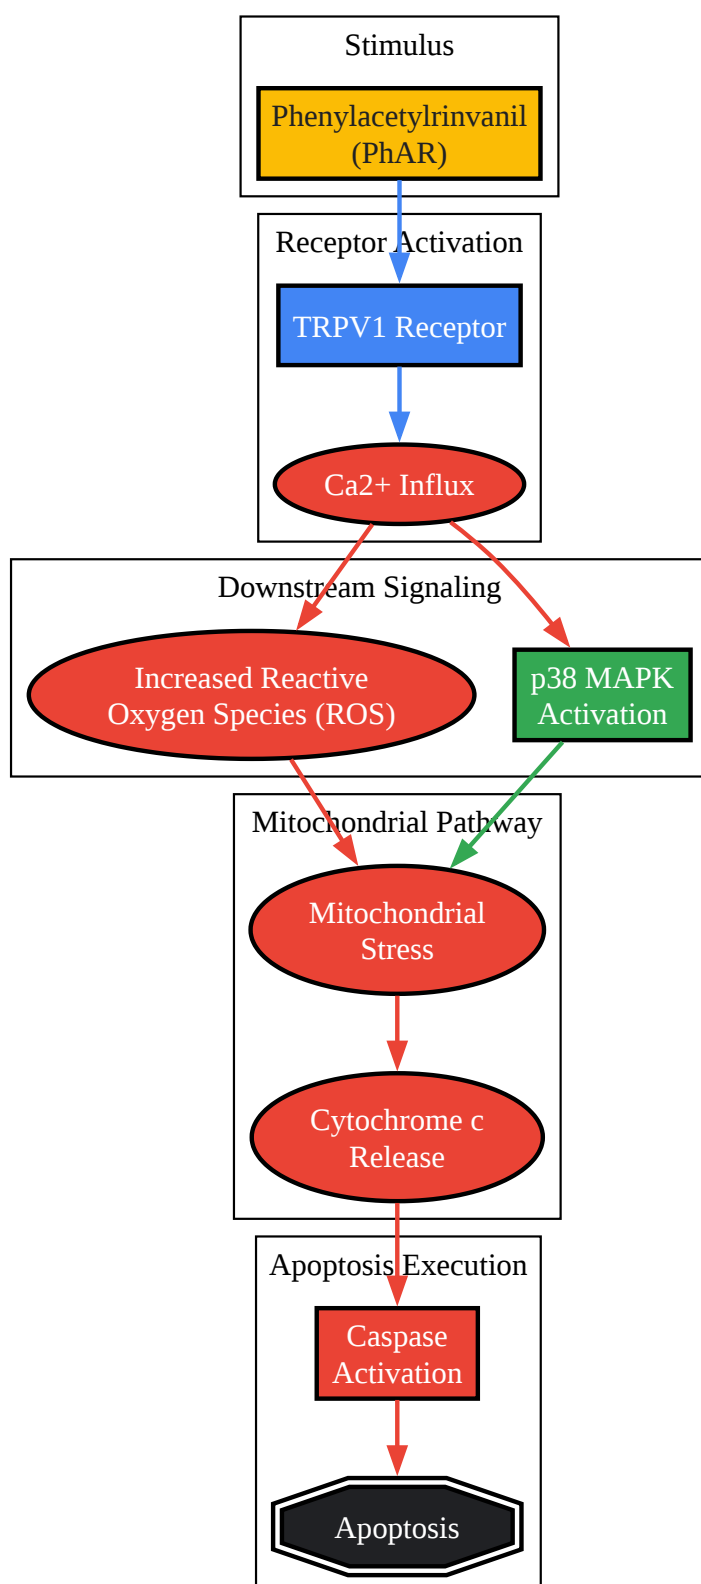 Stimulus
Phenylacetylrinvanil
(PhAR)
Receptor Activation
TRPV1 Receptor
Ca2+ Influx
Downstream Signaling
Increased Reactive
Oxygen Species (ROS)
p38 MAPK
Activation
Mitochondrial Pathway
Mitochondrial
Stress
Cytochrome c
Release
Apoptosis Execution
Caspase
Activation
Apoptosis